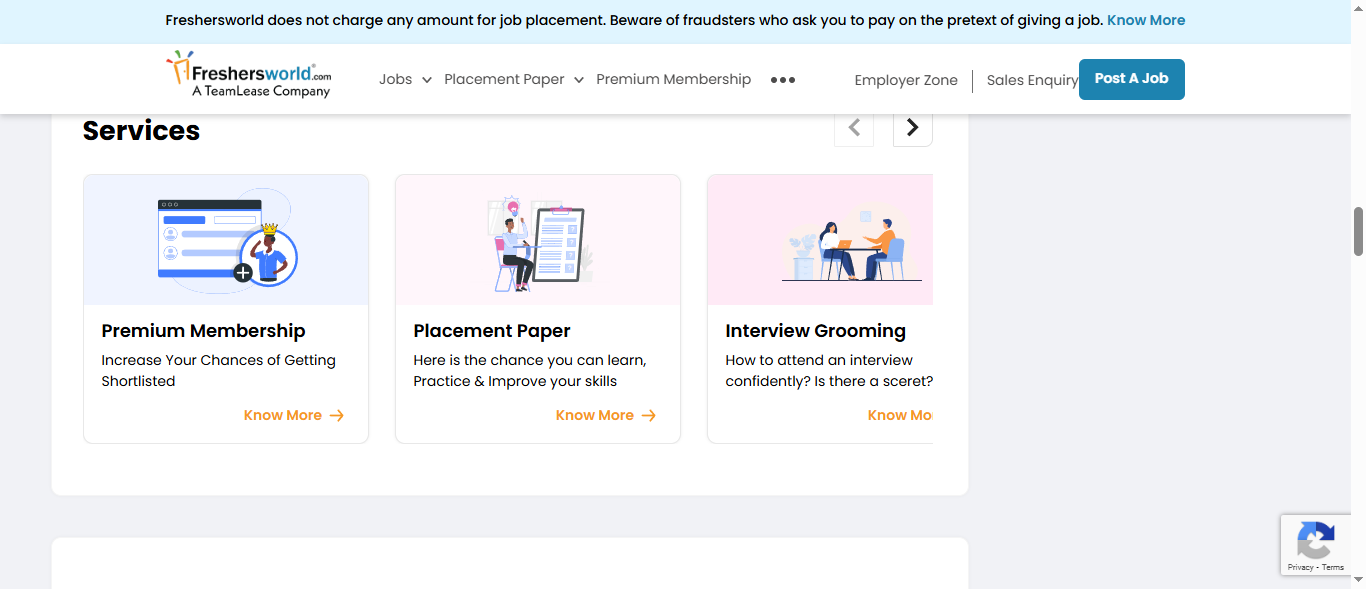 Freshersworld does not charge any amount for job placement. Beware of fraudsters who ask you to pay on the pretext of giving a job. Know More
Freshersworld.com
A TeamLease Company
Jobs Placement Paper Premium Membership Employer Zone Sales Enquiry Post A Job
Services
Premium Membership
Increase Your Chances of Getting
Shortlisted
Know More
Placement Paper
Here is the chance you can learn,
Practice & Improve your skills
Know More
Interview Grooming
How to attend an interview
confidently? Is there a sceret?
Know Mo
Privacy - Terms